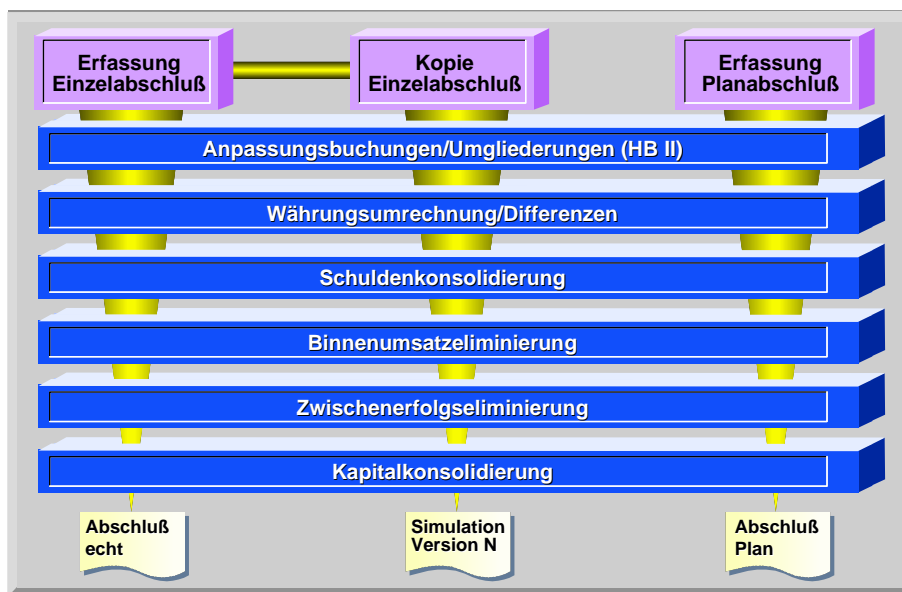 Erfassung
Einzelabschluß
Kopie
Einzelabschluß
Erfassung
Planabschluß
Anpassungsbuchungen/Umgliederungen (HB II)
Währungsumrechnung/Differenzen
Schuldenkonsolidierung
Binnenumsatzeliminierung
Zwischenerfolgseliminierung
Kapitalkonsolidierung
Abschluß
echt
Simulation
Version N
Abschluß
Plan